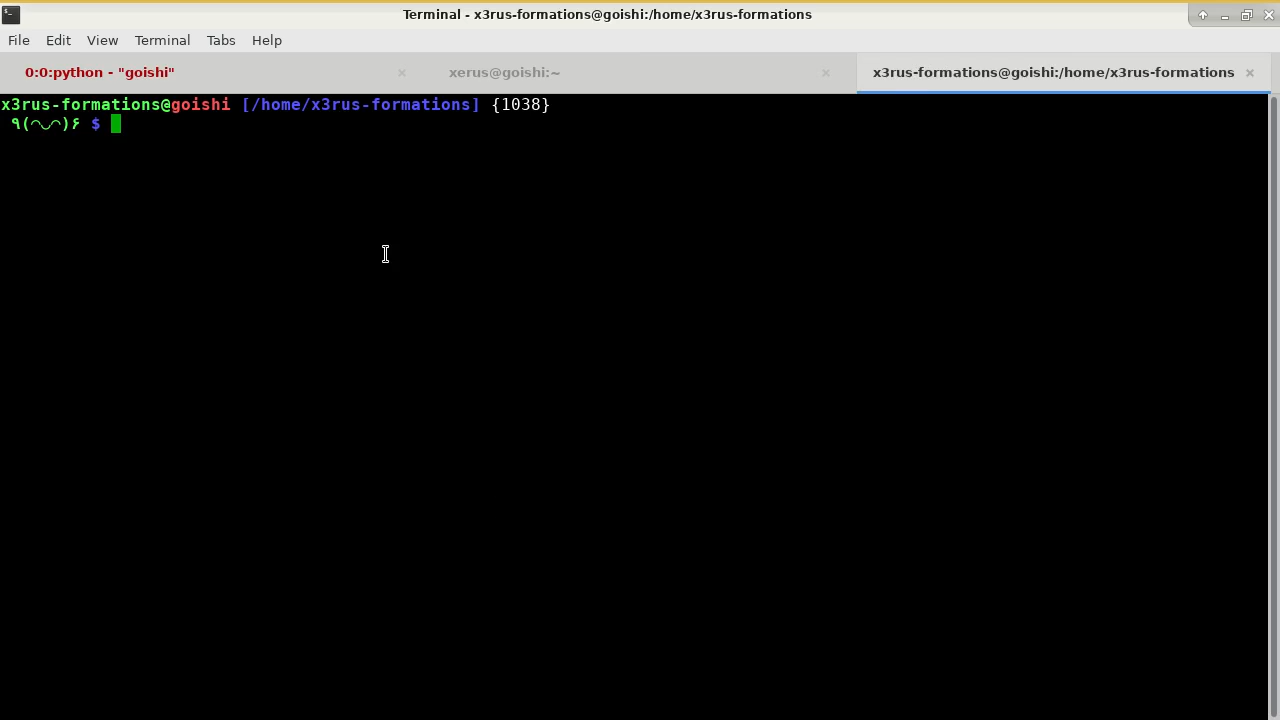 Terminal - x3rus-formations@goishi:/home/x3rus-formations
File Edit View Terminal Tabs Help
0:0:python - "goishi" xerus@goishi:~ x3rus-formations@goishi:/home/x3rus-formations
x3rus-formations@goishi [/home/x3rus-formations] {1038}
٩(◠◡◠)۶ $